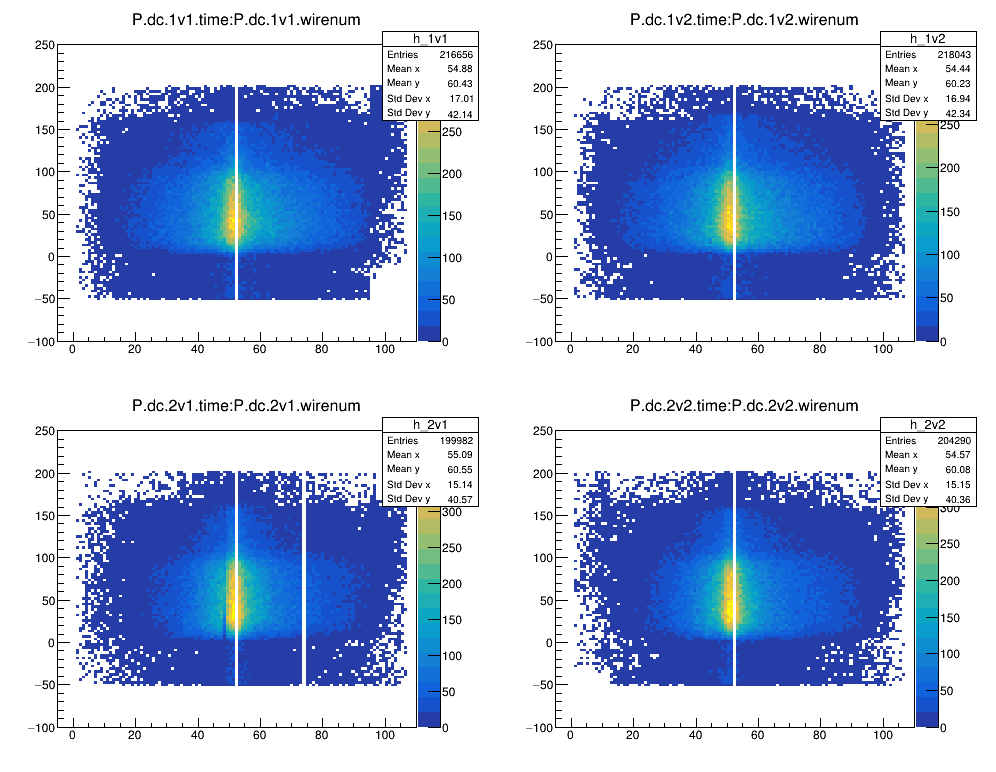 P.dc.1v1.time:P.dc.1v1.wirenum
h_1v1
Entries 216656
Mean x 54.88
Mean y 60.43
Std Dev x 17.01
Std Dev y 42.14
250
200
150
100
50
0
−50
−100
0 20 40 60 80 100
250
200
150
100
50
0
P.dc.1v2.time:P.dc.1v2.wirenum
h_1v2
Entries 218043
Mean x 54.44
Mean y 60.23
Std Dev x 16.94
Std Dev y 42.34
250
200
150
100
50
0
−50
−100
0 20 40 60 80 100
250
200
150
100
50
0
P.dc.2v1.time:P.dc.2v1.wirenum
h_2v1
Entries 199982
Mean x 55.09
Mean y 60.55
Std Dev x 15.14
Std Dev y 40.57
250
200
150
100
50
0
−50
−100
0 20 40 60 80 100
300
250
200
150
100
50
0
P.dc.2v2.time:P.dc.2v2.wirenum
h_2v2
Entries 204290
Mean x 54.57
Mean y 60.08
Std Dev x 15.15
Std Dev y 40.36
250
200
150
100
50
0
−50
−100
0 20 40 60 80 100
300
250
200
150
100
50
0